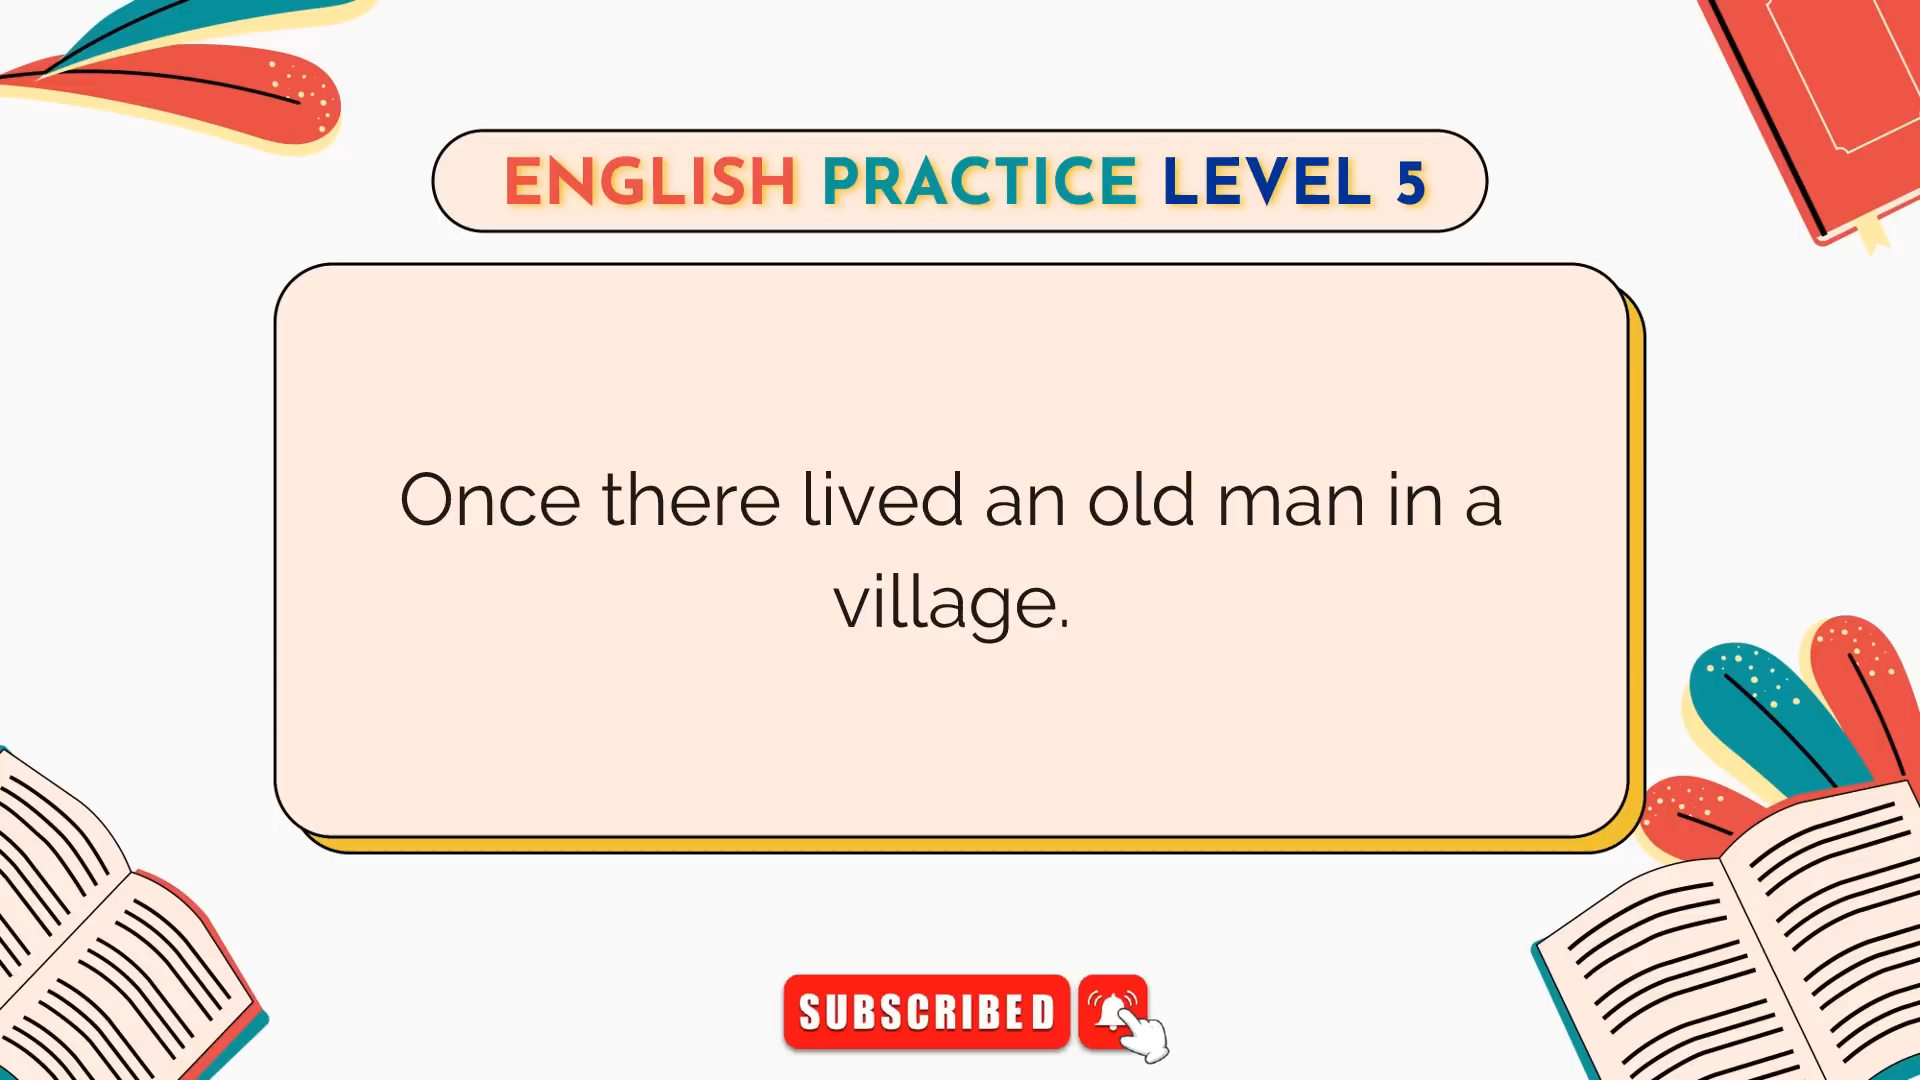 ENGLISH PRACTICE LEVEL 5
Once there lived an old man in a
village.
SUBSCRIBED